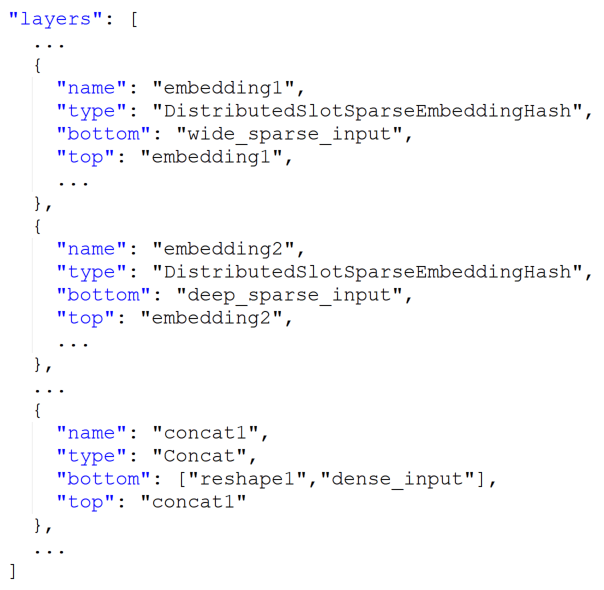 "layers": [
  ...
  {
    "name": "embedding1",
    "type": "DistributedSlotSparseEmbeddingHash",
    "bottom": "wide_sparse_input",
    "top": "embedding1",
    ...
  },
  {
    "name": "embedding2",
    "type": "DistributedSlotSparseEmbeddingHash",
    "bottom": "deep_sparse_input",
    "top": "embedding2",
    ...
  },
  ...
  {
    "name": "concat1",
    "type": "Concat",
    "bottom": ["reshape1","dense_input"],
    "top": "concat1"
  },
  ...
]